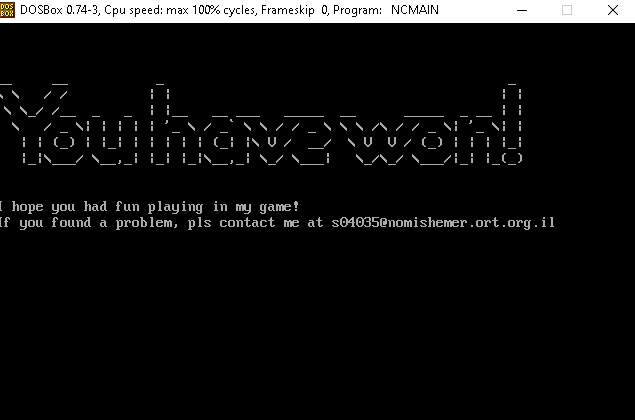 DOSBox 0.74-3, Cpu speed: max 100% cycles, Frameskip 0, Program: NCMAIN
You have won!
I hope you had fun playing in my game!
If you found a problem, pls contact me at s04035@nomishemer.ort.org.il